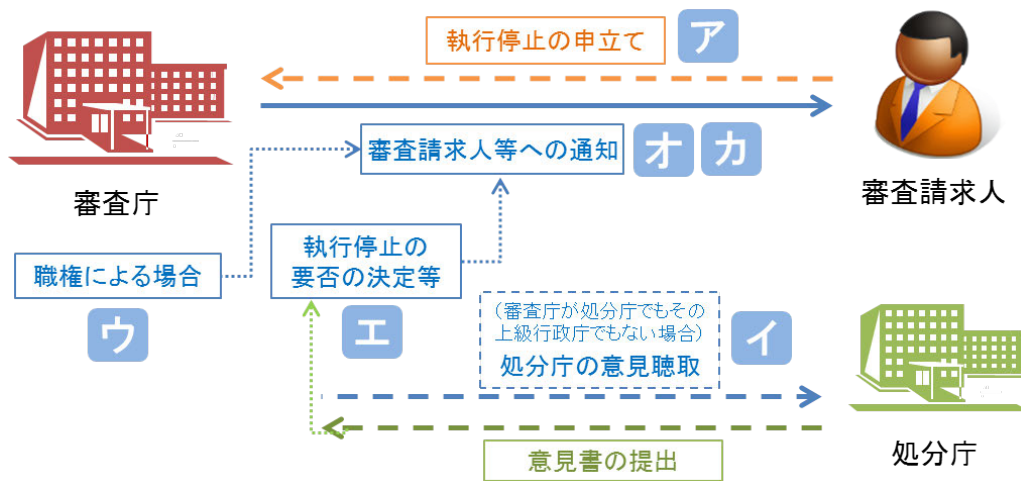 執行停止の申立て
ア
審査請求人等への通知
オ
カ
審査庁
審査請求人
職権による場合
ウ
執行停止の
要否の決定等
エ
(審査庁が処分庁でもその
上級行政庁でもない場合)
処分庁の意見聴取
イ
意見書の提出
処分庁